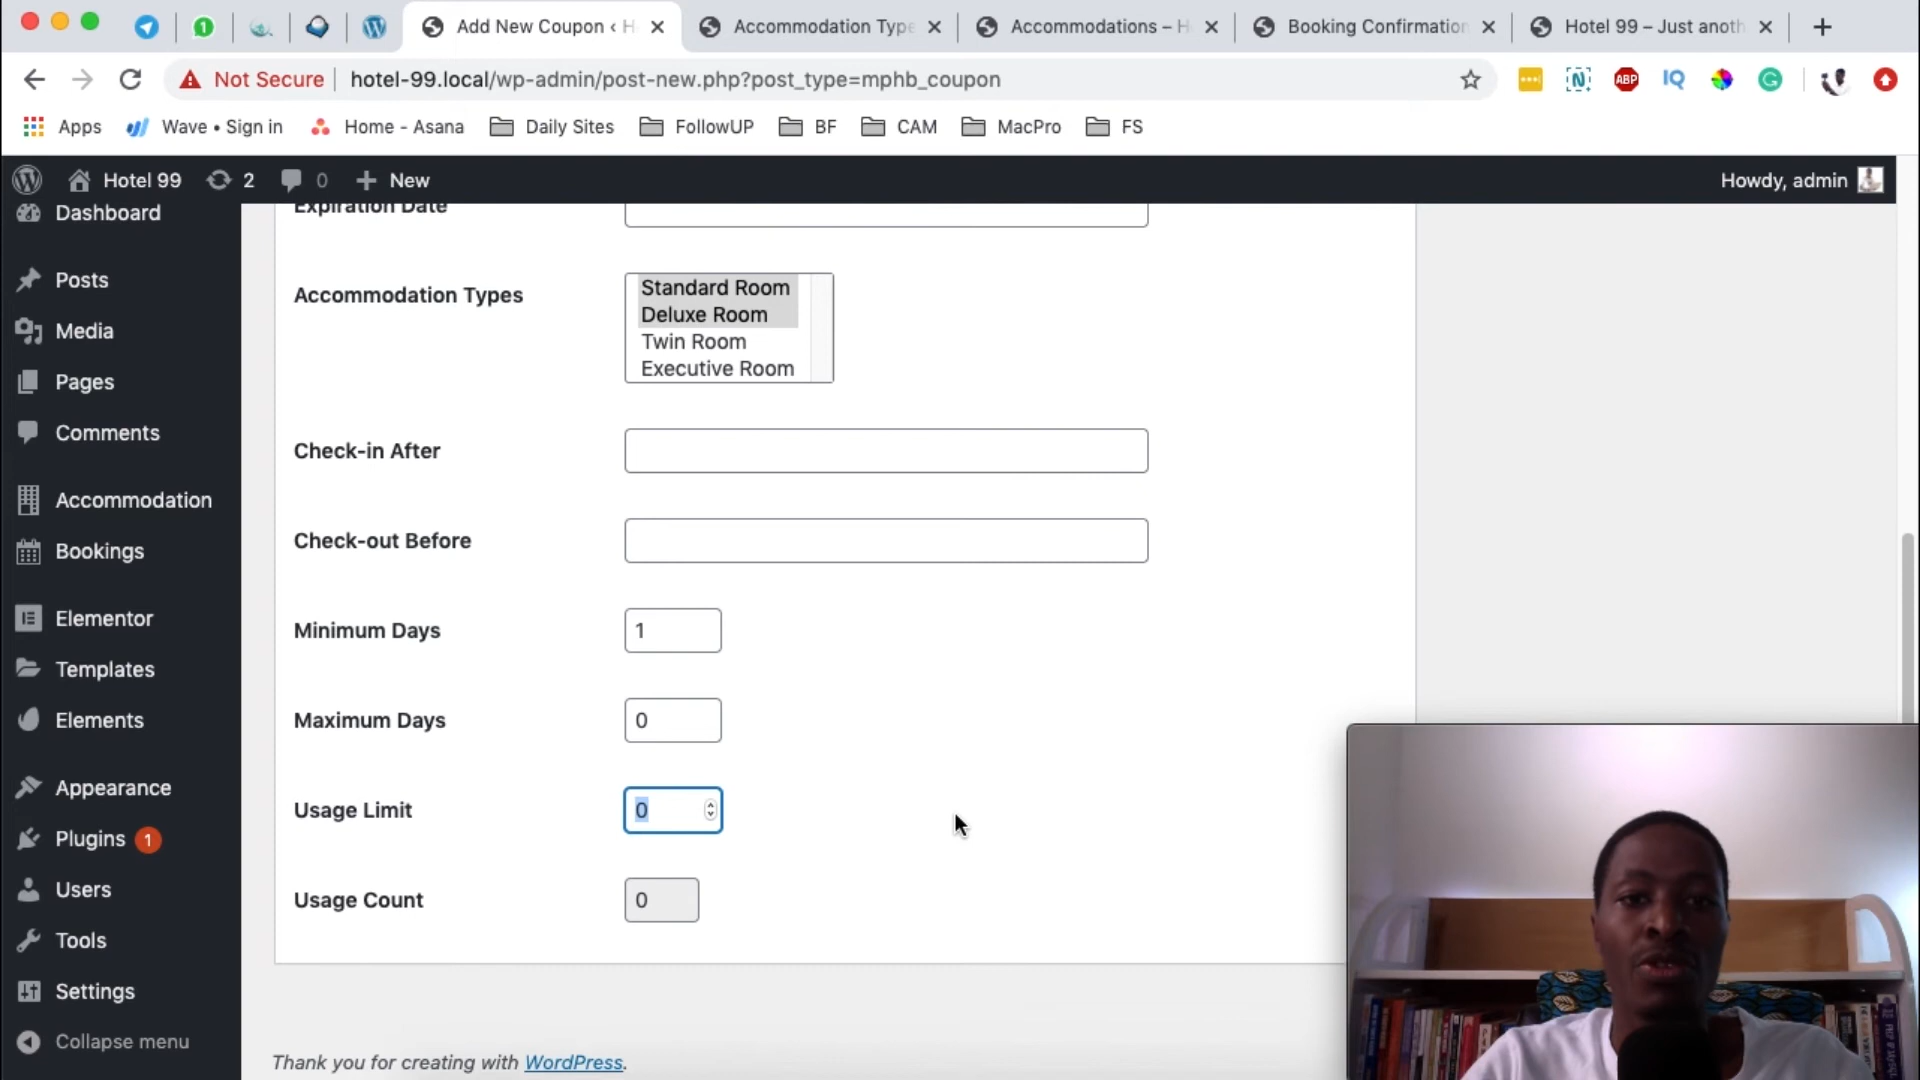 Add New Coupon ‹ H
Accommodation Type
Accommodations – H
Booking Confirmation
Hotel 99 – Just anoth
Not Secure
hotel-99.local/wp-admin/post-new.php?post_type=mphb_coupon
ABP
IQ
Apps
Wave • Sign in
Home - Asana
Daily Sites
FollowUP
BF
CAM
MacPro
FS
Hotel 99
2
0
New
Howdy, admin
Dashboard
Posts
Media
Pages
Comments
Accommodation
Bookings
Elementor
Templates
Elements
Appearance
Plugins 1
Users
Tools
Settings
Collapse menu
Expiration Date
Accommodation Types
Standard Room
Deluxe Room
Twin Room
Executive Room
Check-in After
Check-out Before
Minimum Days
1
Maximum Days
0
Usage Limit
0
Usage Count
0
Thank you for creating with WordPress.